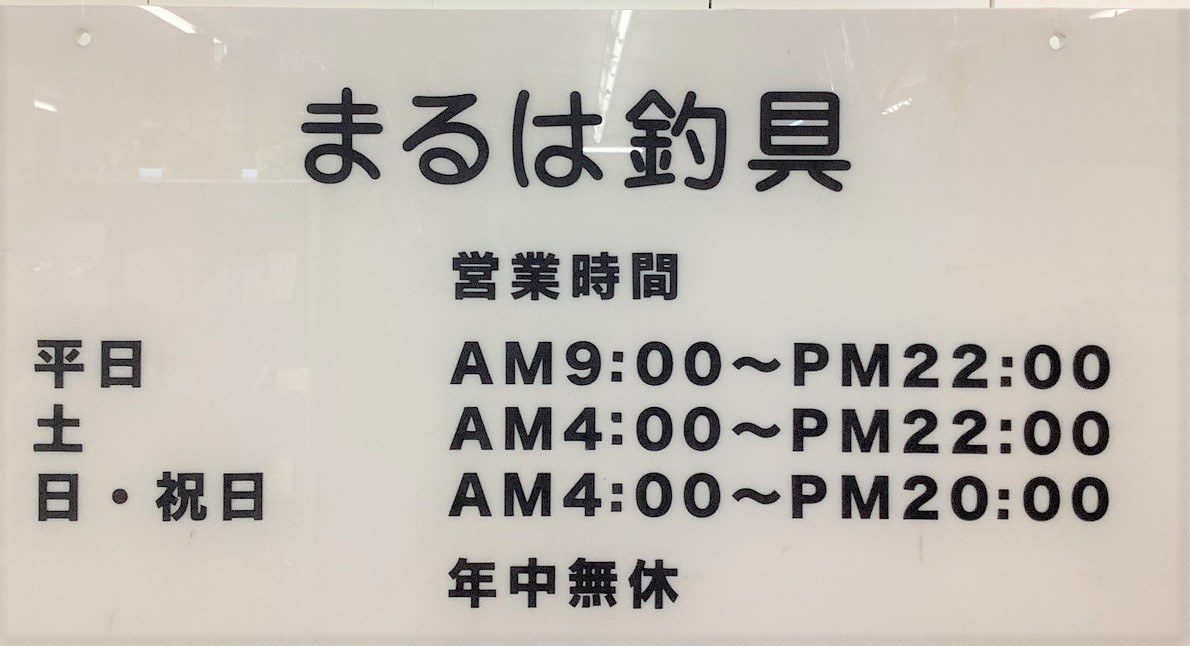 まるは釣具
営業時間
平日 AM9:00〜PM22:00
土 AM4:00〜PM22:00
日・祝日 AM4:00〜PM20:00
年中無休